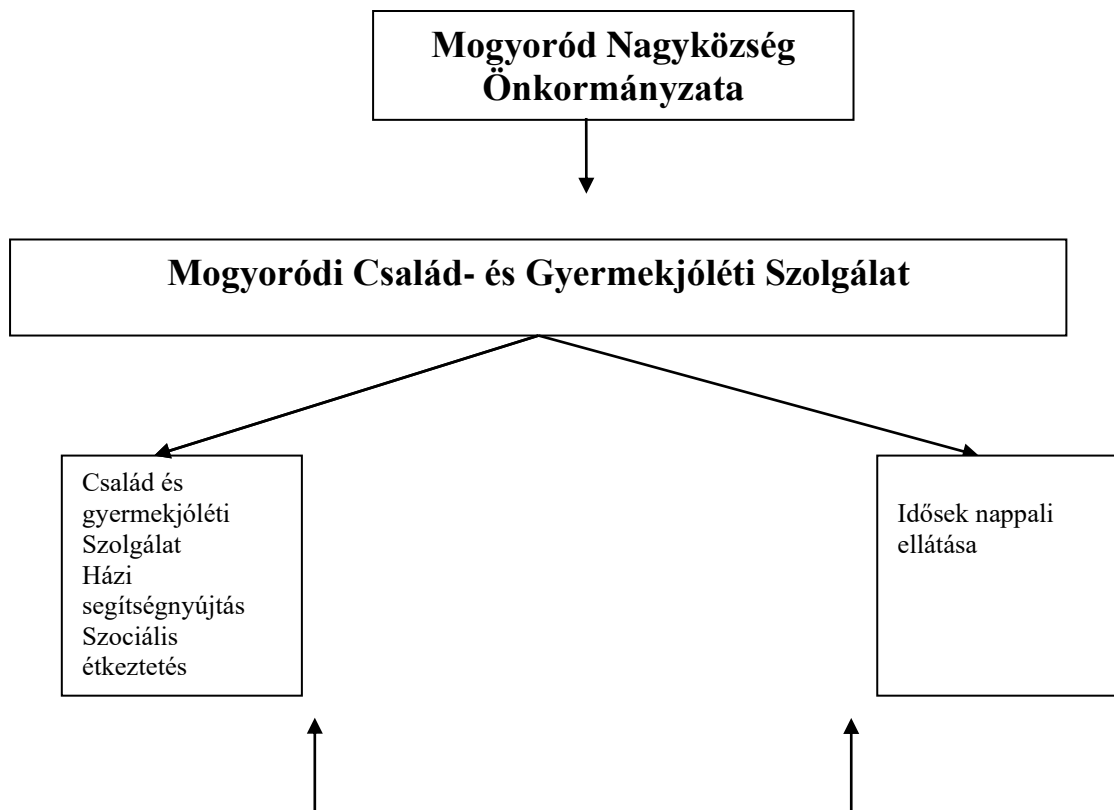 Mogyoród Nagyközség
Önkormányzata
Mogyoródi Család- és Gyermekjóléti Szolgálat
Család és
gyermekjóléti
Szolgálat
Házi
segítségnyújtás
Szociális
étkeztetés
Idősek nappali
ellátása